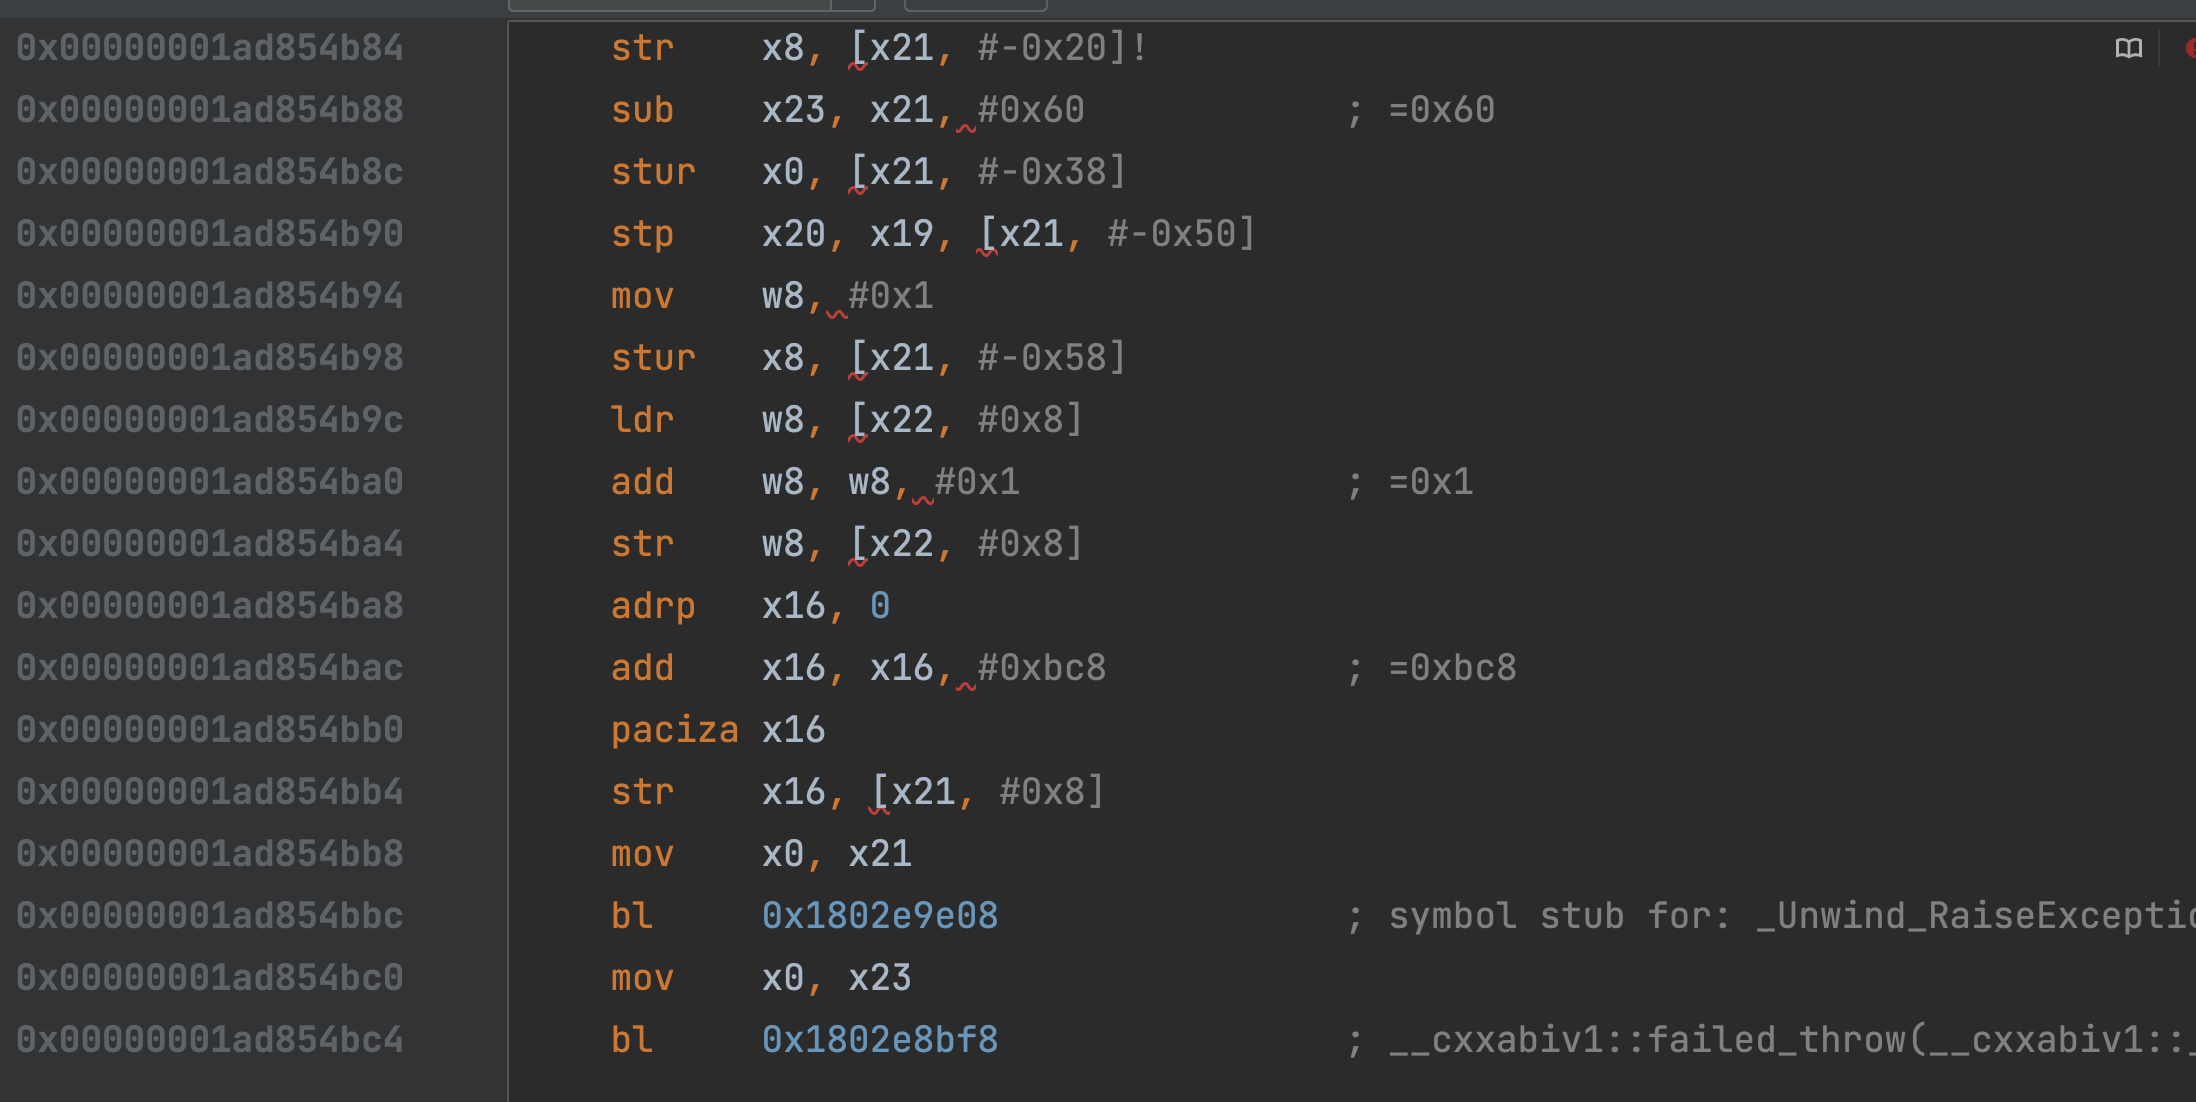 0x00000001ad854b84 str x8, [x21, #-0x20]!
0x00000001ad854b88 sub x23, x21, #0x60 ; =0x60
0x00000001ad854b8c stur x0, [x21, #-0x38]
0x00000001ad854b90 stp x20, x19, [x21, #-0x50]
0x00000001ad854b94 mov w8, #0x1
0x00000001ad854b98 stur x8, [x21, #-0x58]
0x00000001ad854b9c ldr w8, [x22, #0x8]
0x00000001ad854ba0 add w8, w8, #0x1 ; =0x1
0x00000001ad854ba4 str w8, [x22, #0x8]
0x00000001ad854ba8 adrp x16, 0
0x00000001ad854bac add x16, x16, #0xbc8 ; =0xbc8
0x00000001ad854bb0 paciza x16
0x00000001ad854bb4 str x16, [x21, #0x8]
0x00000001ad854bb8 mov x0, x21
0x00000001ad854bbc bl 0x1802e9e08 ; symbol stub for: _Unwind_RaiseExceptio
0x00000001ad854bc0 mov x0, x23
0x00000001ad854bc4 bl 0x1802e8bf8 ; __cxxabiv1::failed_throw(__cxxabiv1::_